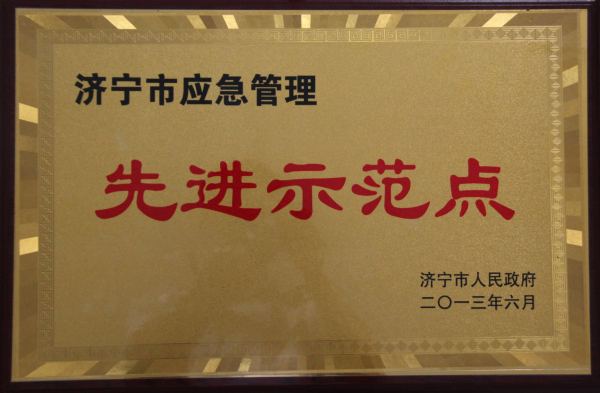 济宁市应急管理
先进示范点
济宁市人民政府
二〇一三年六月